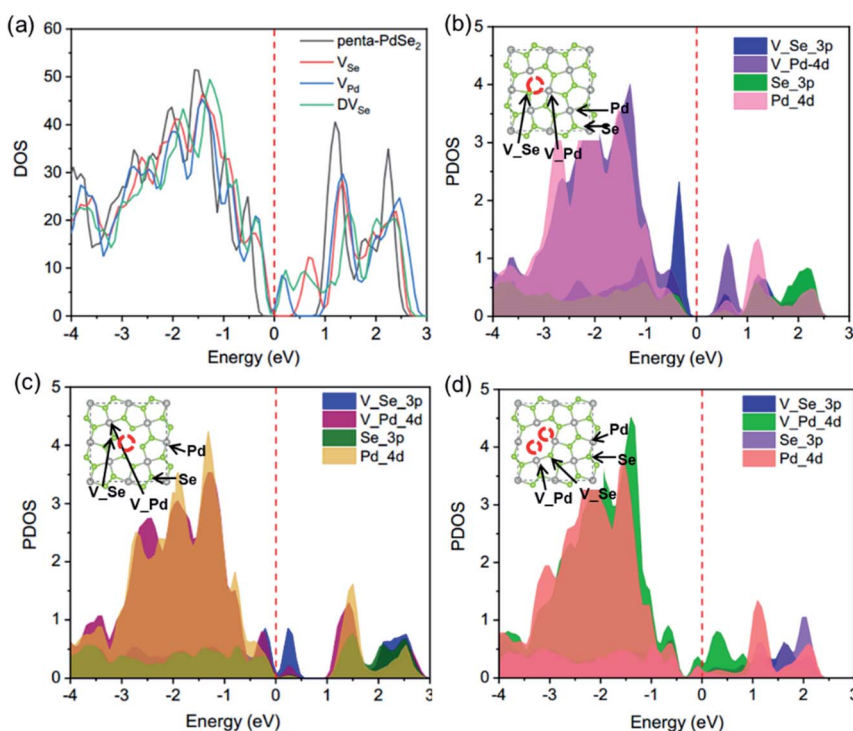 (a)
DOS
60
50
40
30
20
10
0
penta-PdSe₂
V_Se
V_Pd
DV_Se
-4 -3 -2 -1 0 1 2 3
Energy (eV)
(b)
PDOS
5
4
3
2
1
0
V_Se_3p
V_Pd-4d
Se_3p
Pd_4d
Pd
Se
V_Se V_Pd
-4 -3 -2 -1 0 1 2 3
Energy (eV)
(c)
PDOS
5
4
3
2
1
0
V_Se_3p
V_Pd_4d
Se_3p
Pd_4d
Pd
Se
V_Se
V_Pd
-4 -3 -2 -1 0 1 2 3
Energy (eV)
(d)
PDOS
5
4
3
2
1
0
V_Se_3p
V_Pd_4d
Se_3p
Pd_4d
Pd
Se
V_Se
V_Pd
-4 -3 -2 -1 0 1 2 3
Energy (eV)